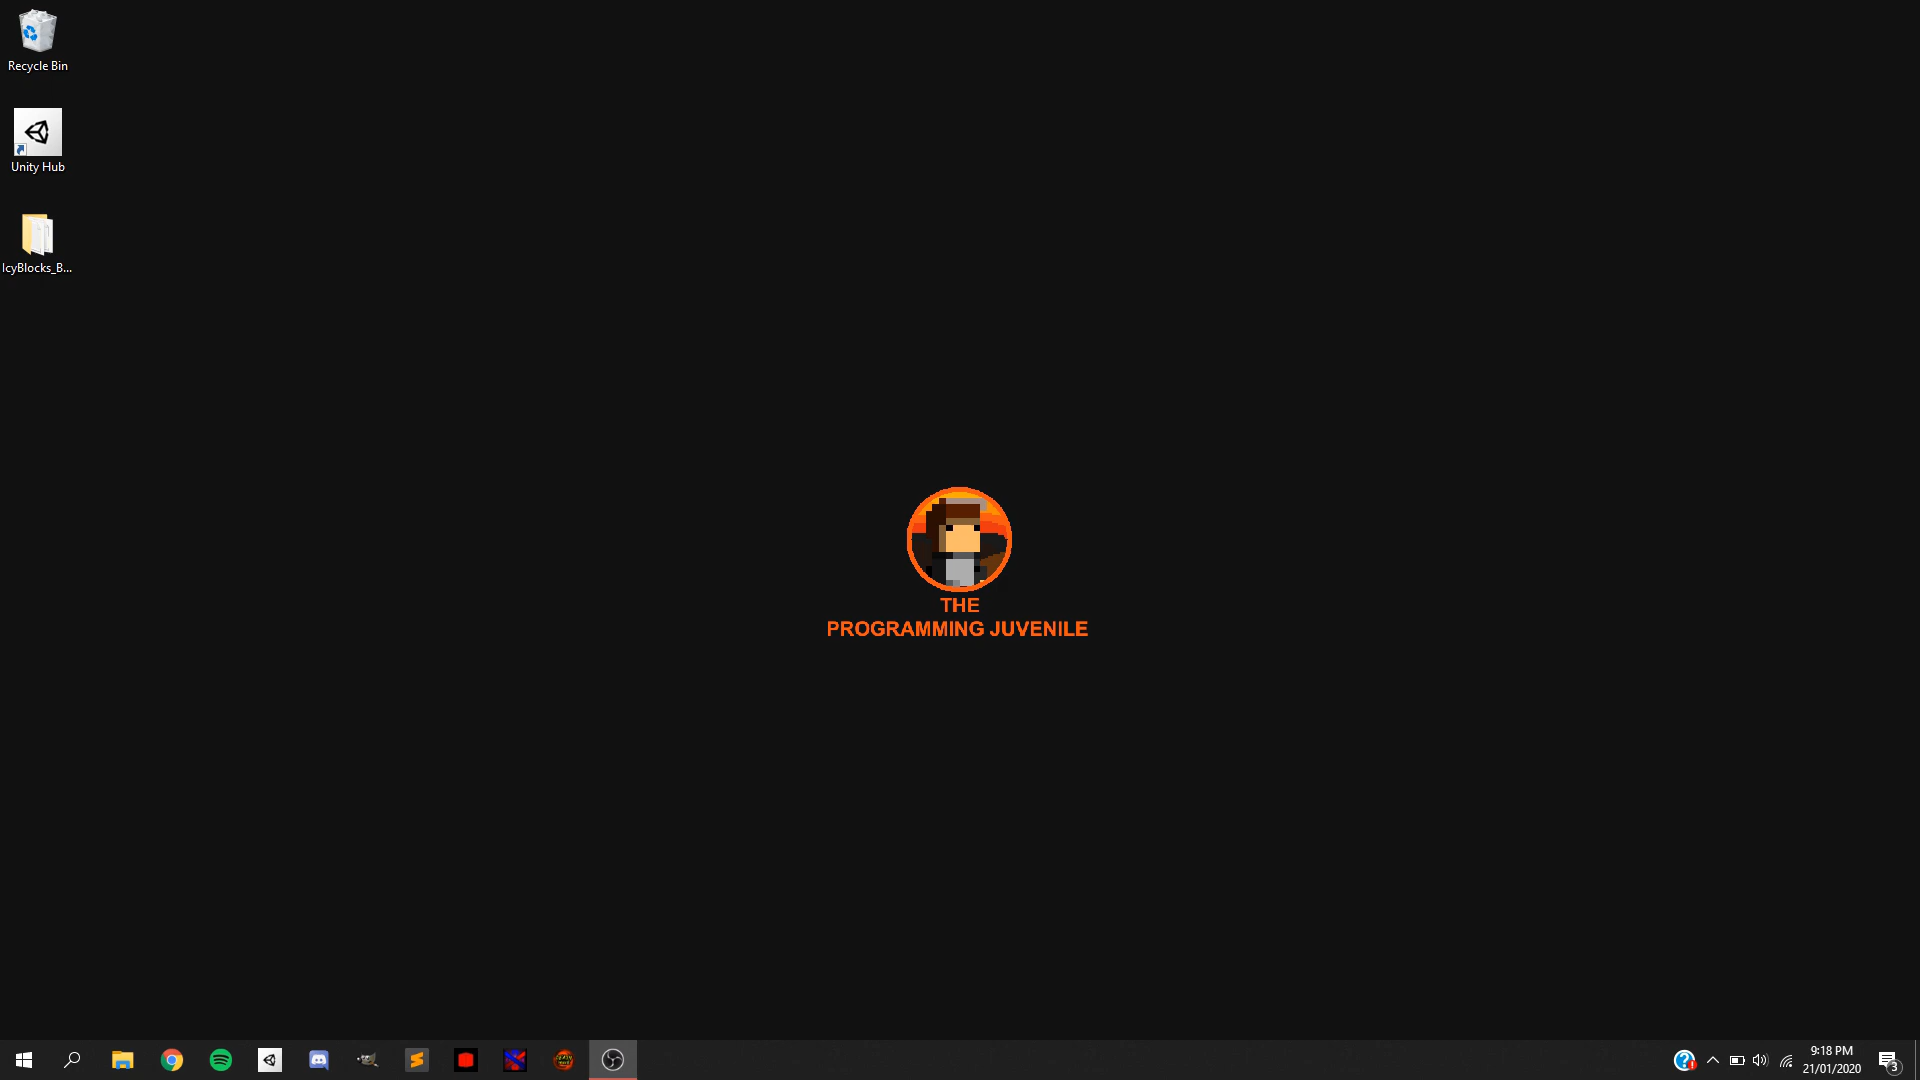 Recycle Bin
Unity Hub
IcyBlocks_B...
THE
PROGRAMMING JUVENILE
9:18 PM
21/01/2020
3